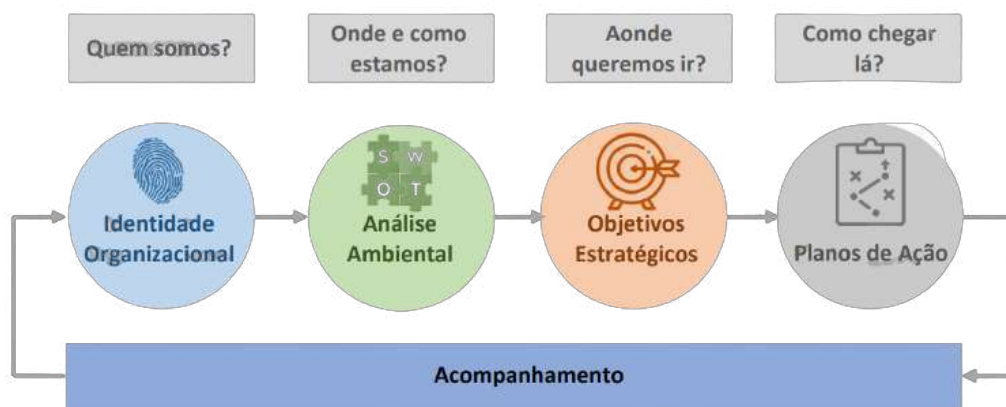 Quem somos?
Onde e como
estamos?
Aonde
queremos ir?
Como chegar
lá?
S W
O T
Identidade
Organizacional
Análise
Ambiental
Objetivos
Estratégicos
Planos de Ação
Acompanhamento